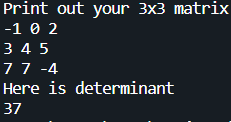 Print out your 3x3 matrix
-1 0 2
3 4 5
7 7 -4
Here is determinant
37